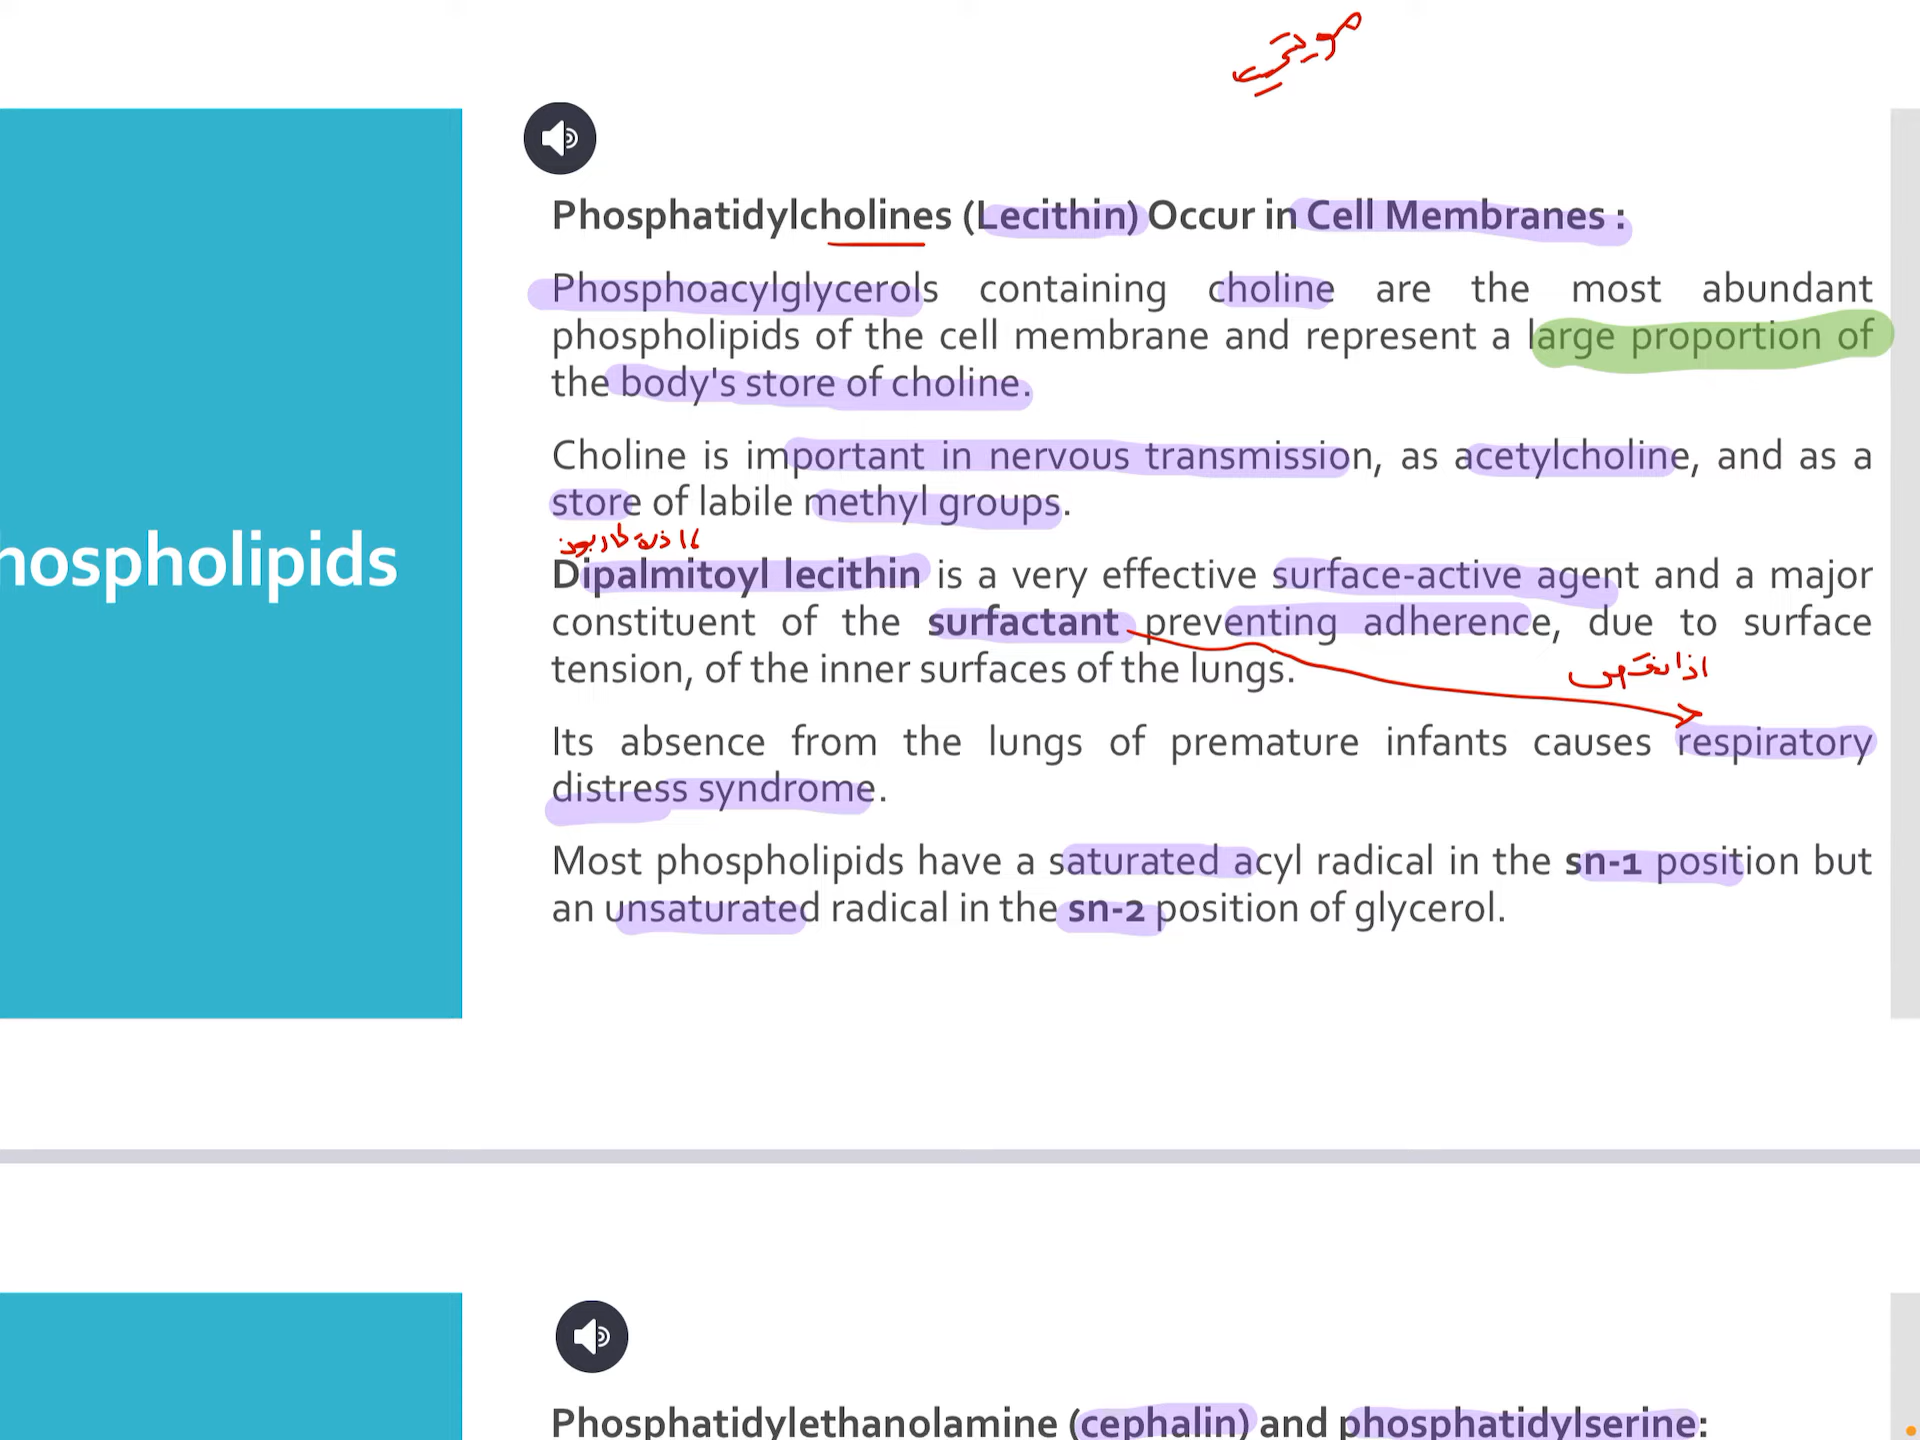 Phosphatidylcholines (Lecithin) Occur in Cell Membranes :
Phosphoacylglycerols containing choline are the most abundant
phospholipids of the cell membrane and represent a large proportion of
the body's store of choline.
Choline is important in nervous transmission, as acetylcholine, and as a
store of labile methyl groups.
١٦ ذرة كاربون
Dipalmitoyl lecithin is a very effective surface-active agent and a major
constituent of the surfactant preventing adherence, due to surface
tension, of the inner surfaces of the lungs.
اذا نقص
Its absence from the lungs of premature infants causes respiratory
distress syndrome.
Most phospholipids have a saturated acyl radical in the sn-1 position but
an unsaturated radical in the sn-2 position of glycerol.
hospholipids
Phosphatidylethanolamine (cephalin) and phosphatidylserine: